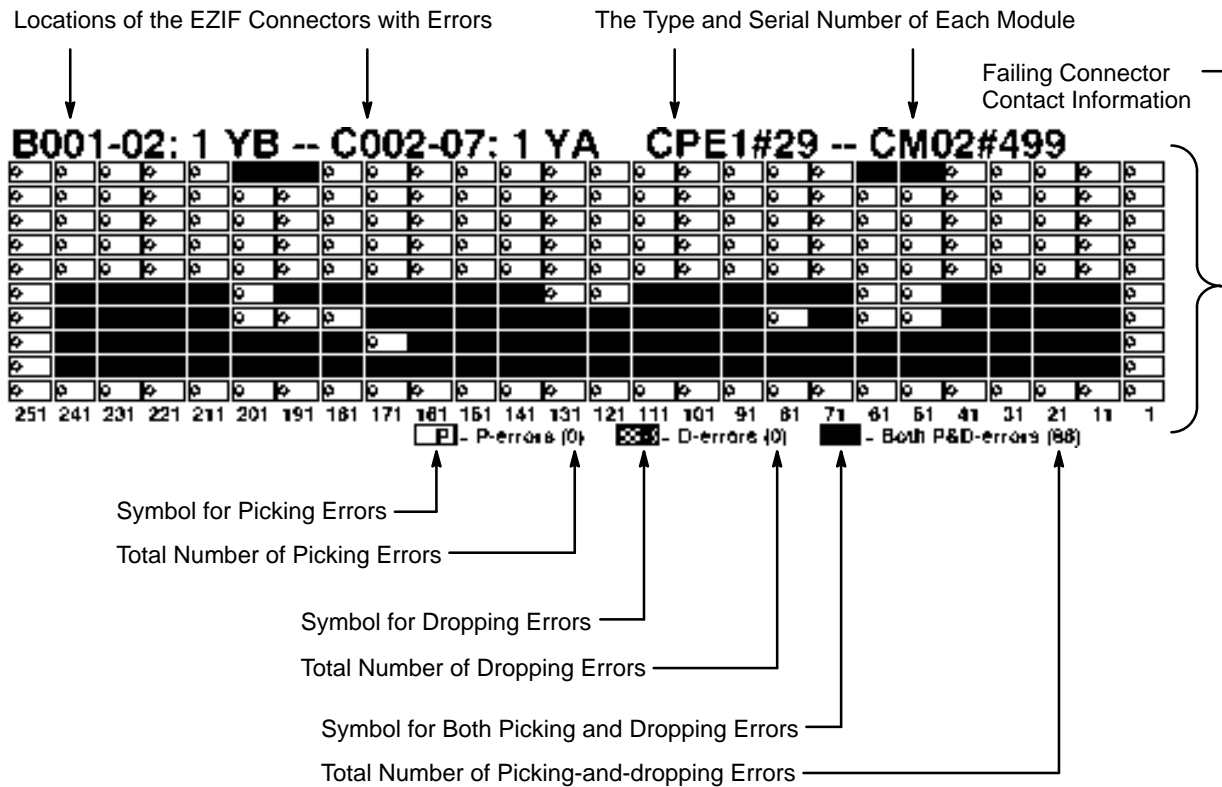 Locations of the EZIF Connectors with Errors
The Type and Serial Number of Each Module
Failing Connector
Contact Information
B001-02: 1 YB -- C002-07: 1 YA CPE1#29 -- CM02#499
251 241 231 221 211 201 191 181 171 161 151 141 131 121 111 101 91 81 71 61 51 41 31 21 11 1
P - P-errors (0) - D-errors (0) - Both P&D-errors (88)
Symbol for Picking Errors
Total Number of Picking Errors
Symbol for Dropping Errors
Total Number of Dropping Errors
Symbol for Both Picking and Dropping Errors
Total Number of Picking-and-dropping Errors